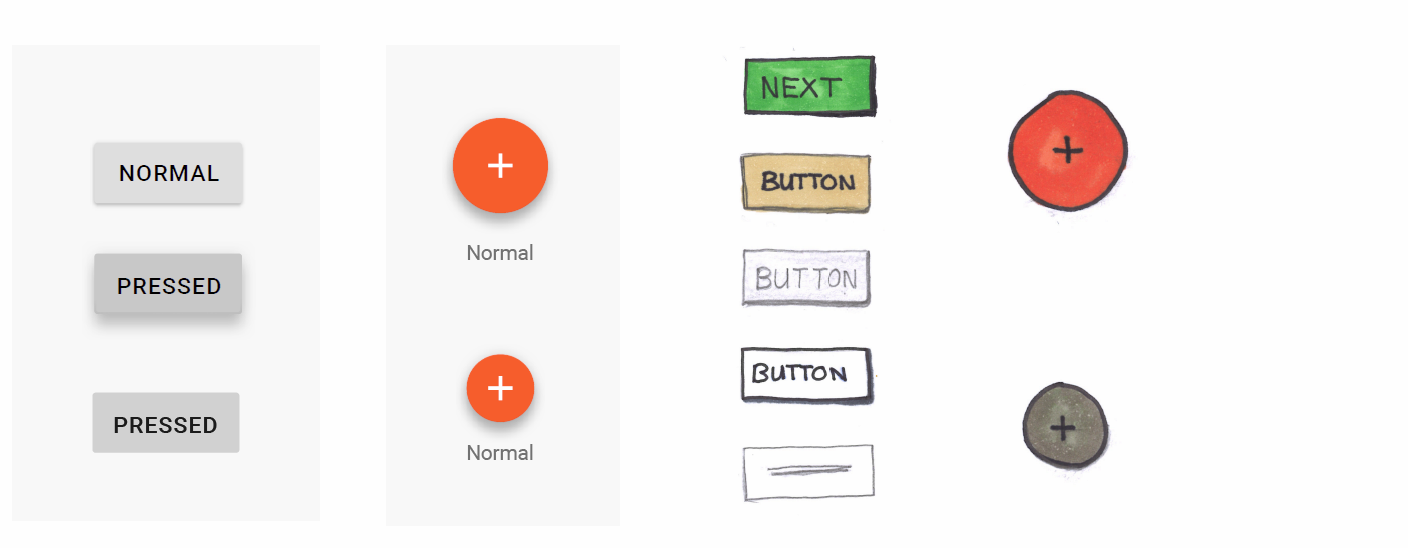 NORMAL
PRESSED
PRESSED
+
Normal
+
Normal
NEXT
BUTTON
BUTTON
BUTTON
+
+